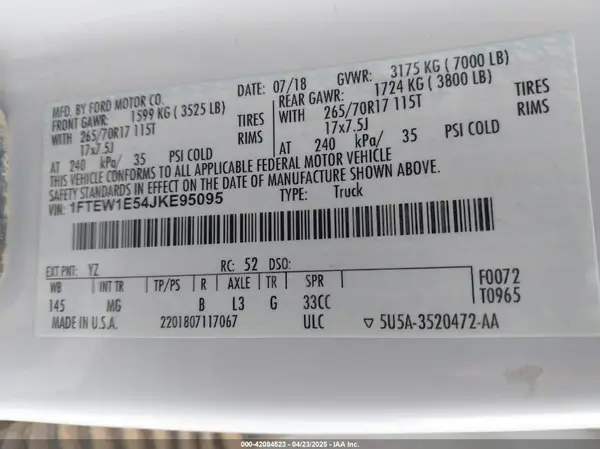 MFD. BY FORD MOTOR CO. DATE: 07/18 GVWR: 3175 KG ( 7000 LB)
FRONT GAWR: 1599 KG ( 3525 LB) REAR GAWR: 1724 KG ( 3800 LB)
WITH 265/70R17 115T TIRES WITH 265/70R17 115T TIRES
17x7.5J RIMS 17x7.5J RIMS
AT 240 kPa/ 35 PSI COLD AT 240 kPa/ 35 PSI COLD
THIS VEHICLE CONFORMS TO ALL APPLICABLE FEDERAL MOTOR VEHICLE
SAFETY STANDARDS IN EFFECT ON THE DATE OF MANUFACTURE SHOWN ABOVE.
VIN: 1FTEW1E54JKE95095 TYPE: Truck
EXT PNT: YZ RC: 52 DSO:
WB INT TR TP/PS R AXLE TR SPR F0072
145 MG B L3 G 33CC T0965
MADE IN U.S.A. 2201807117067 ULC ▽ 5U5A-3520472-AA
000-42084523 - 04/23/2025 - IAA Inc.